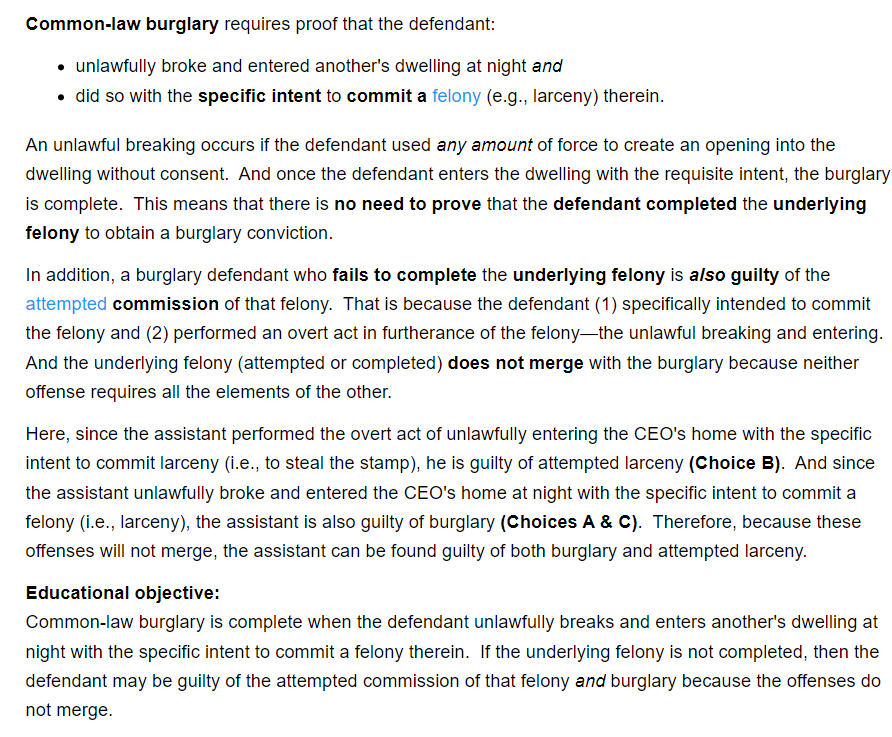 Common-law burglary requires proof that the defendant:
• unlawfully broke and entered another's dwelling at night and
• did so with the specific intent to commit a felony (e.g., larceny) therein.
An unlawful breaking occurs if the defendant used any amount of force to create an opening into the
dwelling without consent.  And once the defendant enters the dwelling with the requisite intent, the burglary
is complete.  This means that there is no need to prove that the defendant completed the underlying
felony to obtain a burglary conviction.
In addition, a burglary defendant who fails to complete the underlying felony is also guilty of the
attempted commission of that felony.  That is because the defendant (1) specifically intended to commit
the felony and (2) performed an overt act in furtherance of the felony—the unlawful breaking and entering.
And the underlying felony (attempted or completed) does not merge with the burglary because neither
offense requires all the elements of the other.
Here, since the assistant performed the overt act of unlawfully entering the CEO's home with the specific
intent to commit larceny (i.e., to steal the stamp), he is guilty of attempted larceny (Choice B).  And since
the assistant unlawfully broke and entered the CEO's home at night with the specific intent to commit a
felony (i.e., larceny), the assistant is also guilty of burglary (Choices A & C).  Therefore, because these
offenses will not merge, the assistant can be found guilty of both burglary and attempted larceny.
Educational objective:
Common-law burglary is complete when the defendant unlawfully breaks and enters another's dwelling at
night with the specific intent to commit a felony therein.  If the underlying felony is not completed, then the
defendant may be guilty of the attempted commission of that felony and burglary because the offenses do
not merge.